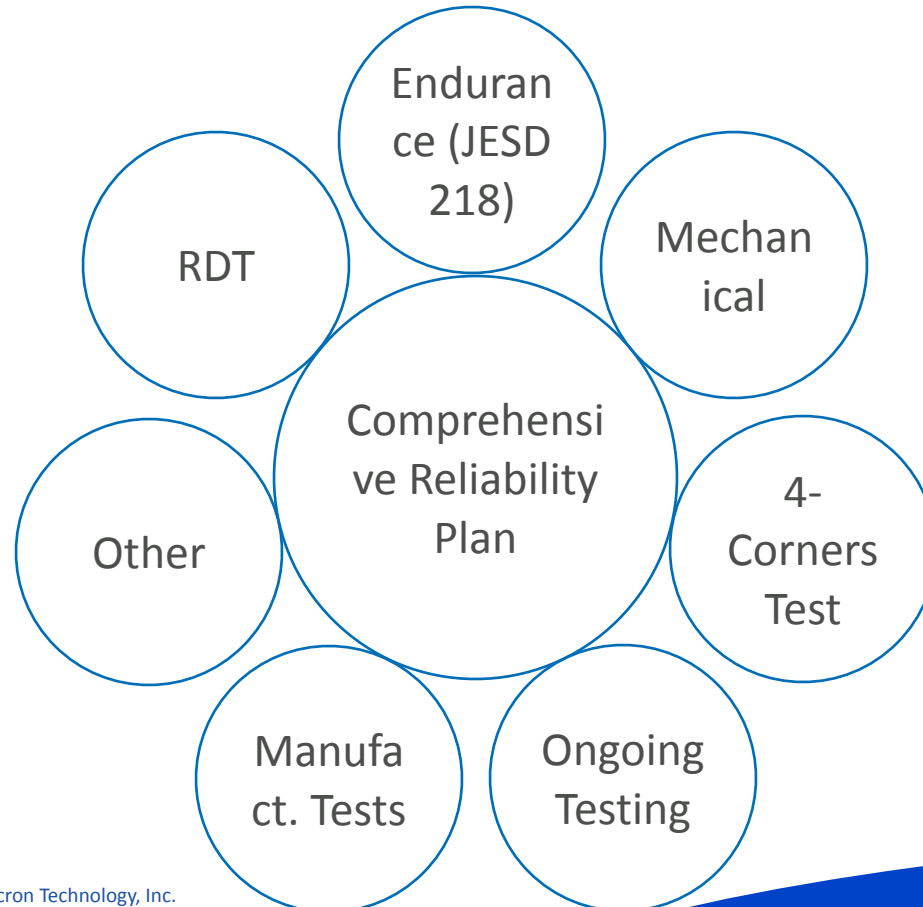 Enduran
ce (JESD
218)
RDT
Mechan
ical
Comprehensi
ve Reliability
Plan
4-
Corners
Test
Other
Manufa
ct. Tests
Ongoing
Testing
cron Technology, Inc.